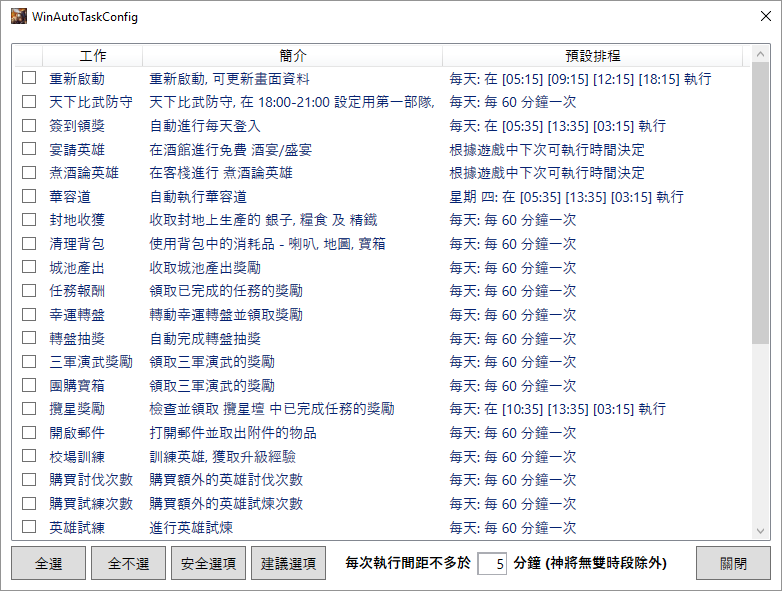 WinAutoTaskConfig
工作 簡介 預設排程
重新啟動 重新啟動, 可更新畫面資料 每天: 在 [05:15] [09:15] [12:15] [18:15] 執行
天下比武防守 天下比武防守, 在 18:00-21:00 設定用第一部隊, 每天: 每 60 分鐘一次
簽到領獎 自動進行每天登入 每天: 在 [05:35] [13:35] [03:15] 執行
宴請英雄 在酒館進行免費 酒宴/盛宴 根據遊戲中下次可執行時間決定
煮酒論英雄 在客棧進行 煮酒論英雄 根據遊戲中下次可執行時間決定
華容道 自動執行華容道 星期 四: 在 [05:35] [13:35] [03:15] 執行
封地收獲 收取封地上生產的 銀子, 糧食 及 精鐵 每天: 每 60 分鐘一次
清理背包 使用背包中的消耗品 - 喇叭, 地圖, 寶箱 每天: 每 60 分鐘一次
城池產出 收取城池產出獎勵 每天: 每 60 分鐘一次
任務報酬 領取已完成的任務的獎勵 每天: 每 60 分鐘一次
幸運轉盤 轉動幸運轉盤並領取獎勵 每天: 每 60 分鐘一次
轉盤抽獎 自動完成轉盤抽獎 每天: 每 60 分鐘一次
三軍演武獎勵 領取三軍演武的獎勵 每天: 每 60 分鐘一次
團購寶箱 領取三軍演武的獎勵 每天: 每 60 分鐘一次
攬星獎勵 檢查並領取 攬星壇 中已完成任務的獎勵 每天: 在 [10:35] [13:35] [03:15] 執行
開啟郵件 打開郵件並取出附件的物品 每天: 每 60 分鐘一次
校場訓練 訓練英雄, 獲取升級經驗 每天: 每 60 分鐘一次
購買討伐次數 購買額外的英雄討伐次數 每天: 每 60 分鐘一次
購買試練次數 購買額外的英雄試煉次數 每天: 每 60 分鐘一次
英雄試練 進行英雄試煉 每天: 每 60 分鐘一次
全選 全不選 安全選項 建議選項 每次執行間距不多於 5 分鐘 (神將無雙時段除外) 關閉